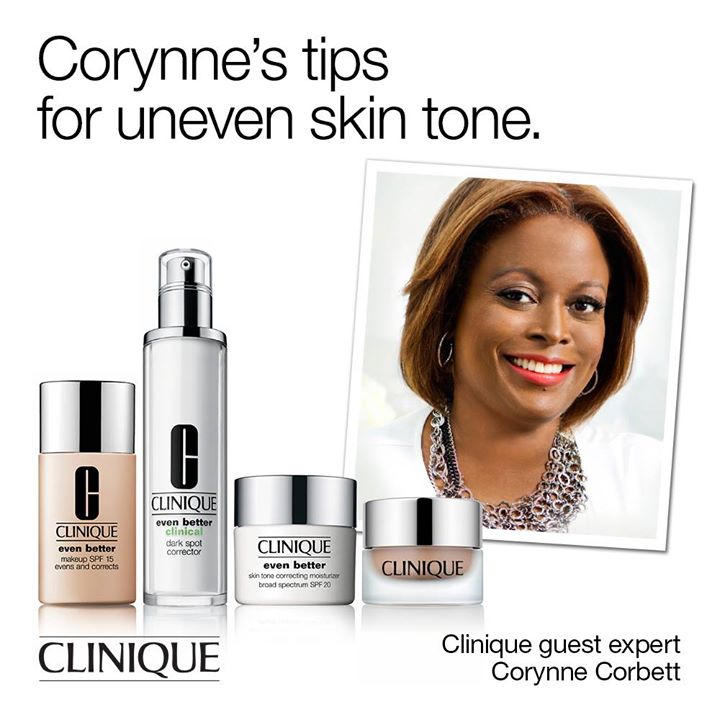 Corynne's tips
for uneven skin tone.
CLINIQUE
even better
makeup SPF 15
evens and corrects
CLINIQUE
even better
clinical
dark spot
corrector
CLINIQUE
even better
skin tone correcting moisturizer
broad spectrum SPF 20
CLINIQUE
CLINIQUE
Clinique guest expert
Corynne Corbett